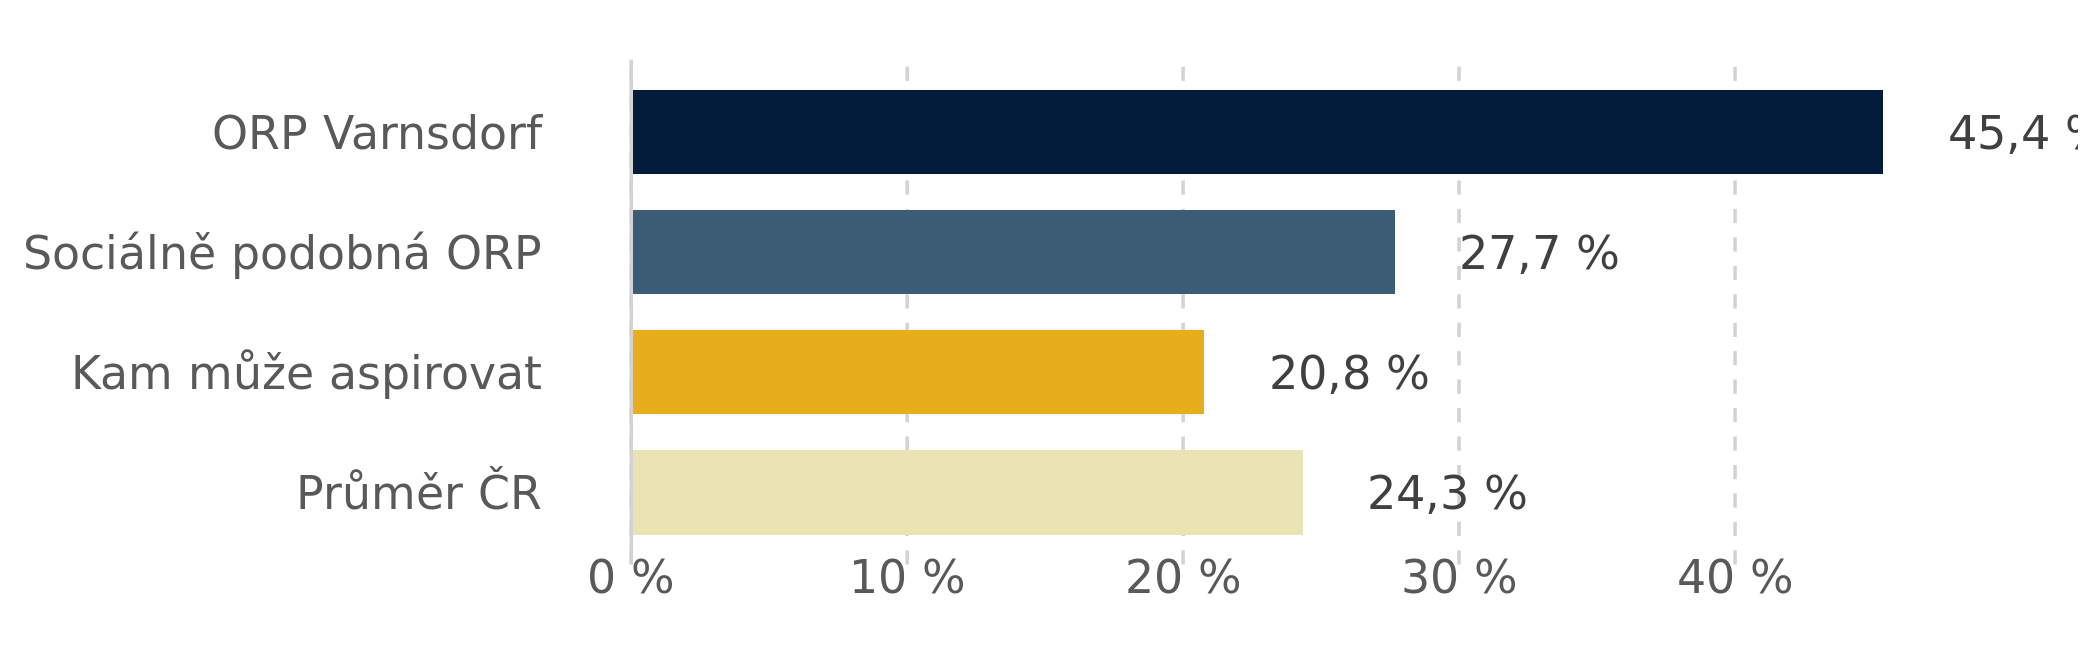 ORP Varnsdorf 45,4 %
Sociálně podobná ORP 27,7 %
Kam může aspirovat 20,8 %
Průměr ČR 24,3 %
0 % 10 % 20 % 30 % 40 %